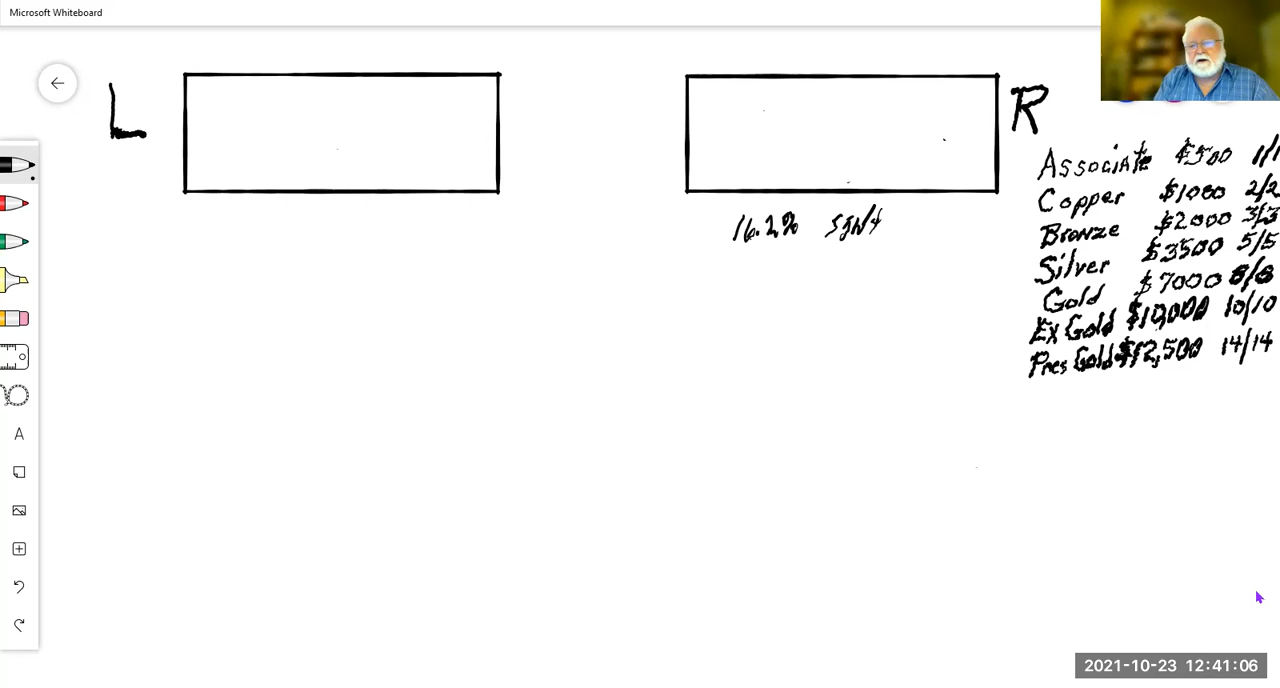 Microsoft Whiteboard
L
R
Associate $500 1/1
Copper $1000 2/2
Bronze $2000 3/3
Silver $3500 5/5
Gold $7000 8/8
Ex Gold $10,000 10/10
Pres Gold $12,500 14/14
16.2%
A
2021-10-23 12:41:06